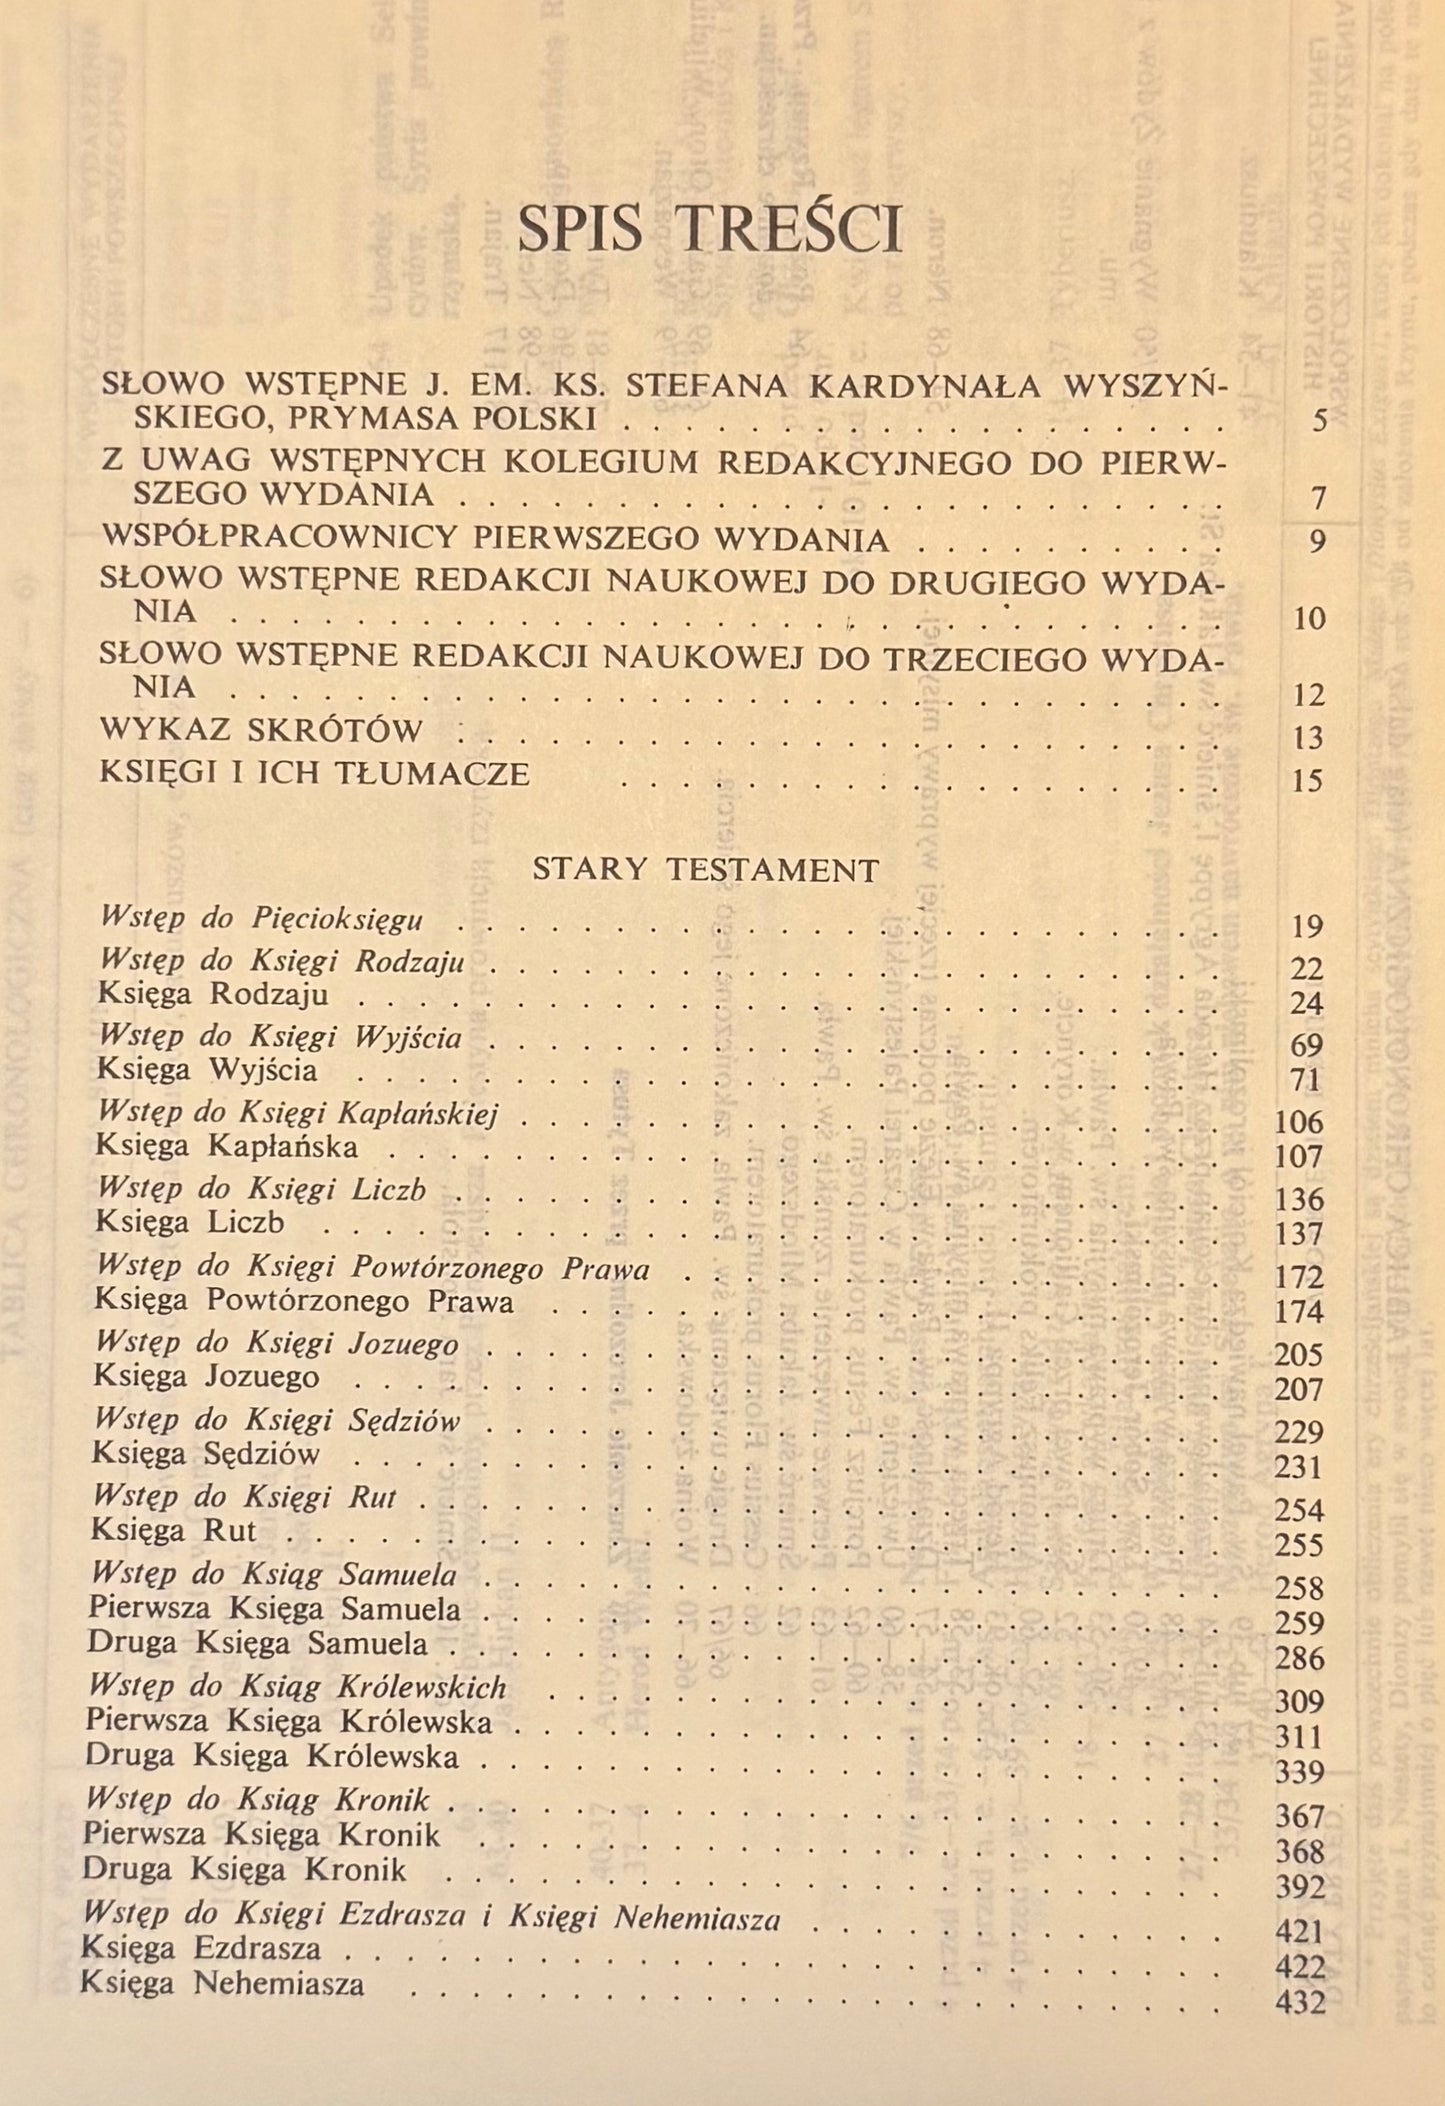 SPIS TREŚCI
SŁOWO WSTĘPNE J. EM. KS. STEFANA KARDYNAŁA WYSZYŃ-
SKIEGO, PRYMASA POLSKI . . . . . . . . . . . . . . . . . . . 5
Z UWAG WSTĘPNYCH KOLEGIUM REDAKCYJNEGO DO PIERW-
SZEGO WYDANIA . . . . . . . . . . . . . . . . . . . . . . . . 7
WSPÓŁPRACOWNICY PIERWSZEGO WYDANIA . . . . . . . . . . 9
SŁOWO WSTĘPNE REDAKCJI NAUKOWEJ DO DRUGIEGO WYDA-
NIA . . . . . . . . . . . . . . . . . . . . . . . . . . . . . . . 10
SŁOWO WSTĘPNE REDAKCJI NAUKOWEJ DO TRZECIEGO WYDA-
NIA . . . . . . . . . . . . . . . . . . . . . . . . . . . . . . . 12
WYKAZ SKRÓTÓW . . . . . . . . . . . . . . . . . . . . . . . . 13
KSIĘGI I ICH TŁUMACZE . . . . . . . . . . . . . . . . . . . 15
STARY TESTAMENT
Wstęp do Pięcioksięgu . . . . . . . . . . . . . . . . . . . . . . . . 19
Wstęp do Księgi Rodzaju . . . . . . . . . . . . . . . . . . . . . . . 22
Księga Rodzaju . . . . . . . . . . . . . . . . . . . . . . . . . . . 24
Wstęp do Księgi Wyjścia . . . . . . . . . . . . . . . . . . . . . . . 69
Księga Wyjścia . . . . . . . . . . . . . . . . . . . . . . . . . . . 71
Wstęp do Księgi Kapłańskiej . . . . . . . . . . . . . . . . . . . . . . 106
Księga Kapłańska . . . . . . . . . . . . . . . . . . . . . . . . . . 107
Wstęp do Księgi Liczb . . . . . . . . . . . . . . . . . . . . . . . . 136
Księga Liczb . . . . . . . . . . . . . . . . . . . . . . . . . . . . 137
Wstęp do Księgi Powtórzonego Prawa . . . . . . . . . . . . . . . . . 172
Księga Powtórzonego Prawa . . . . . . . . . . . . . . . . . . . . . 174
Wstęp do Księgi Jozuego . . . . . . . . . . . . . . . . . . . . . . . 205
Księga Jozuego . . . . . . . . . . . . . . . . . . . . . . . . . . . 207
Wstęp do Księgi Sędziów . . . . . . . . . . . . . . . . . . . . . . . 229
Księga Sędziów . . . . . . . . . . . . . . . . . . . . . . . . . . . 231
Wstęp do Księgi Rut . . . . . . . . . . . . . . . . . . . . . . . . . 254
Księga Rut . . . . . . . . . . . . . . . . . . . . . . . . . . . . . 255
Wstęp do Ksiąg Samuela . . . . . . . . . . . . . . . . . . . . . . . 258
Pierwsza Księga Samuela . . . . . . . . . . . . . . . . . . . . . . . 259
Druga Księga Samuela . . . . . . . . . . . . . . . . . . . . . . . . 286
Wstęp do Ksiąg Królewskich . . . . . . . . . . . . . . . . . . . . . 309
Pierwsza Księga Królewska . . . . . . . . . . . . . . . . . . . . . . 311
Druga Księga Królewska . . . . . . . . . . . . . . . . . . . . . . . 339
Wstęp do Ksiąg Kronik . . . . . . . . . . . . . . . . . . . . . . . . 367
Pierwsza Księga Kronik . . . . . . . . . . . . . . . . . . . . . . . 368
Druga Księga Kronik . . . . . . . . . . . . . . . . . . . . . . . . 392
Wstęp do Księgi Ezdrasza i Księgi Nehemiasza . . . . . . . . . . . . . 421
Księga Ezdrasza . . . . . . . . . . . . . . . . . . . . . . . . . . . 422
Księga Nehemiasza . . . . . . . . . . . . . . . . . . . . . . . . . 432